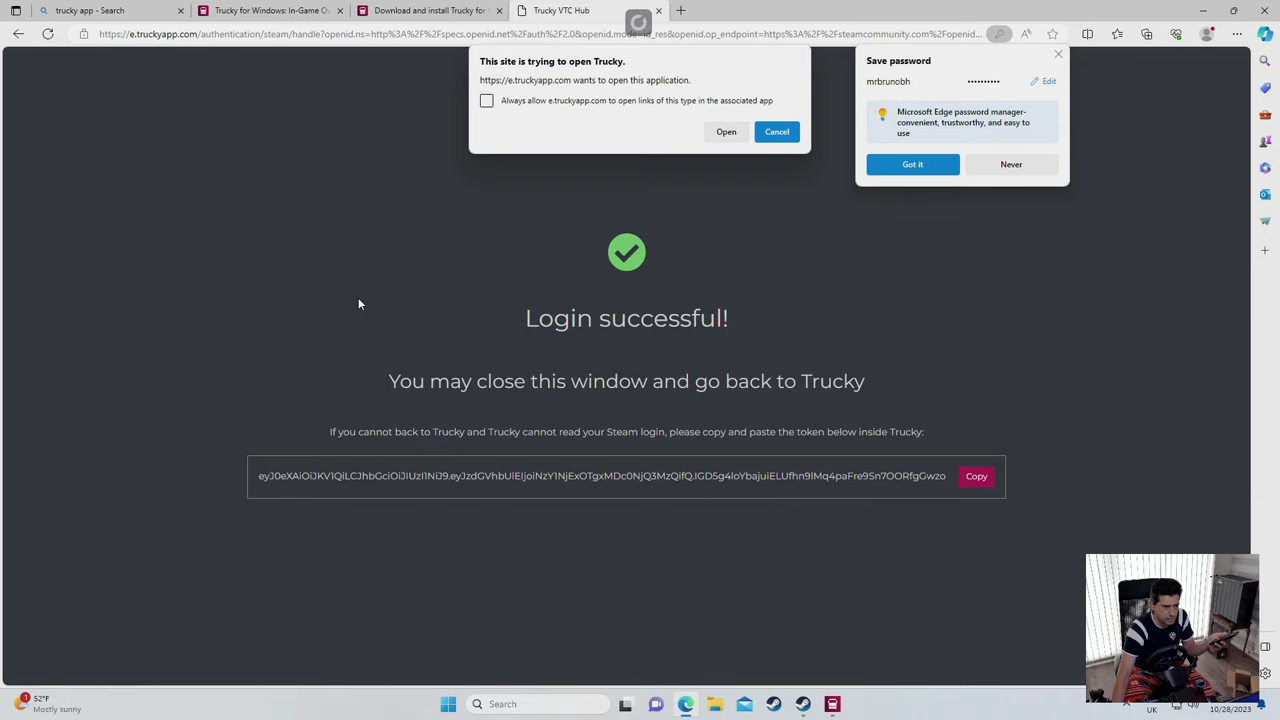 trucky app - Search
Trucky for Windows: In-Game Ov
Download and install Trucky for
Trucky VTC Hub
https://e.truckyapp.com/authentication/steam/handle?openid.ns=http%3A%2F%2Fspecs.openid.net%2Fauth%2F2.0&openid.mode=id_res&openid.op_endpoint=https%3A%2F%2Fsteamcommunity.com%2Fopenid...
This site is trying to open Trucky.
https://e.truckyapp.com wants to open this application.
Always allow e.truckyapp.com to open links of this type in the associated app
Open
Cancel
Save password
mrbrunobh
••••••••••
Edit
Microsoft Edge password manager-
convenient, trustworthy, and easy to
use
Got it
Never
Login successful!
You may close this window and go back to Trucky
If you cannot back to Trucky and Trucky cannot read your Steam login, please copy and paste the token below inside Trucky:
Copy
1
52°F
Mostly sunny
Search
UK
10/28/2023